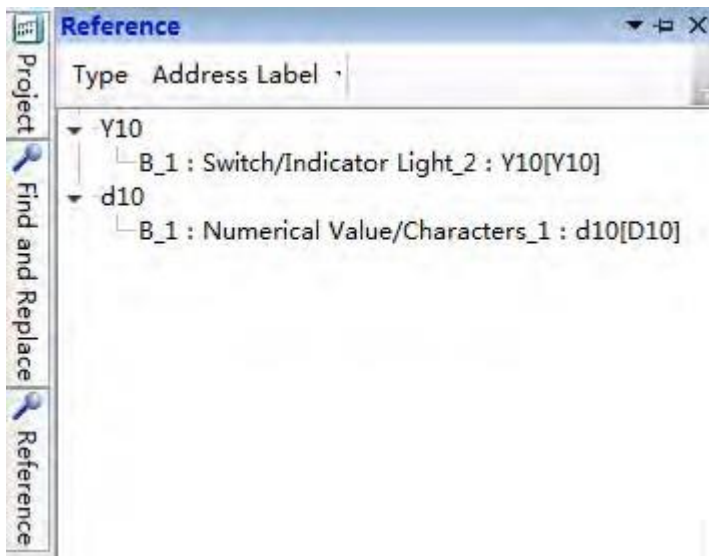 Reference
Type Address Label
Y10
B_1 : Switch/Indicator Light_2 : Y10[Y10]
d10
B_1 : Numerical Value/Characters_1 : d10[D10]
Project
Find and Replace
Reference